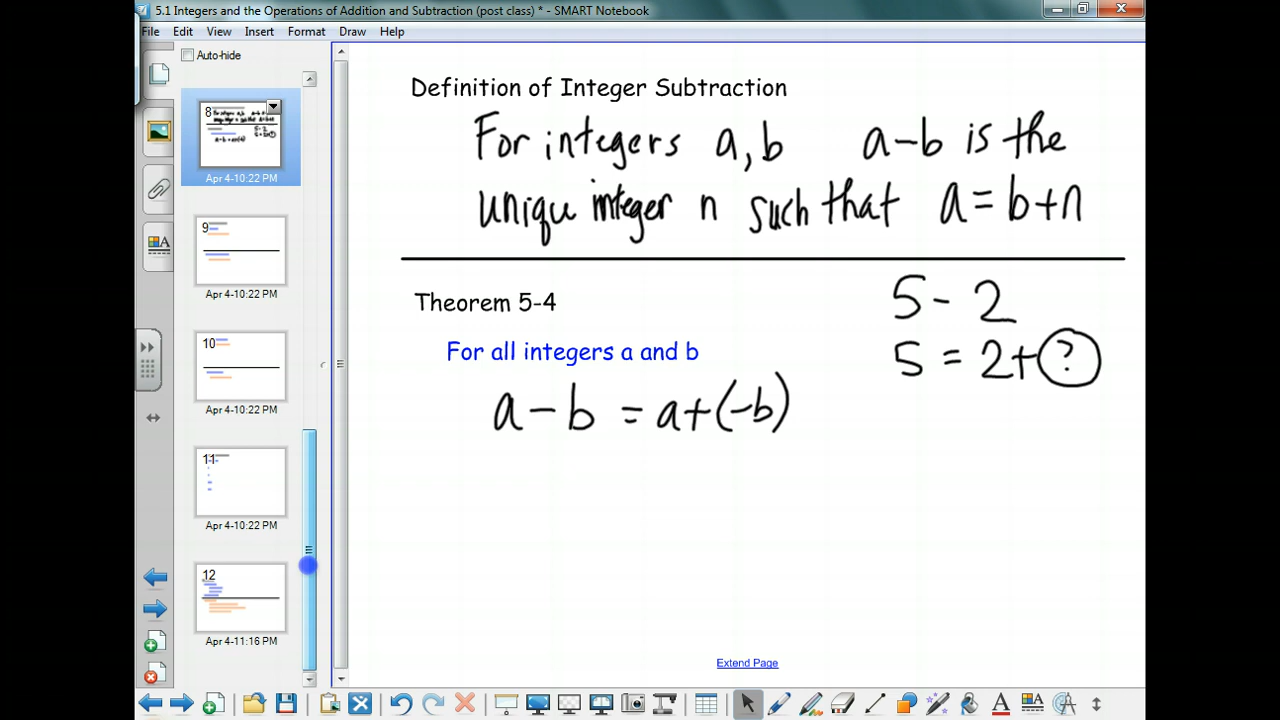 5.1 Integers and the Operations of Addition and Subtraction (post class) * - SMART Notebook
File Edit View Insert Format Draw Help
Auto-hide
8
Apr 4-10:22 PM
9
Apr 4-10:22 PM
10
Apr 4-10:22 PM
11
Apr 4-10:22 PM
12
Apr 4-11:16 PM
Definition of Integer Subtraction
For integers a, b a-b is the
unique integer n such that a = b+n
Theorem 5-4
For all integers a and b
a - b = a+(-b)
5 - 2
5 = 2+ ?
Extend Page